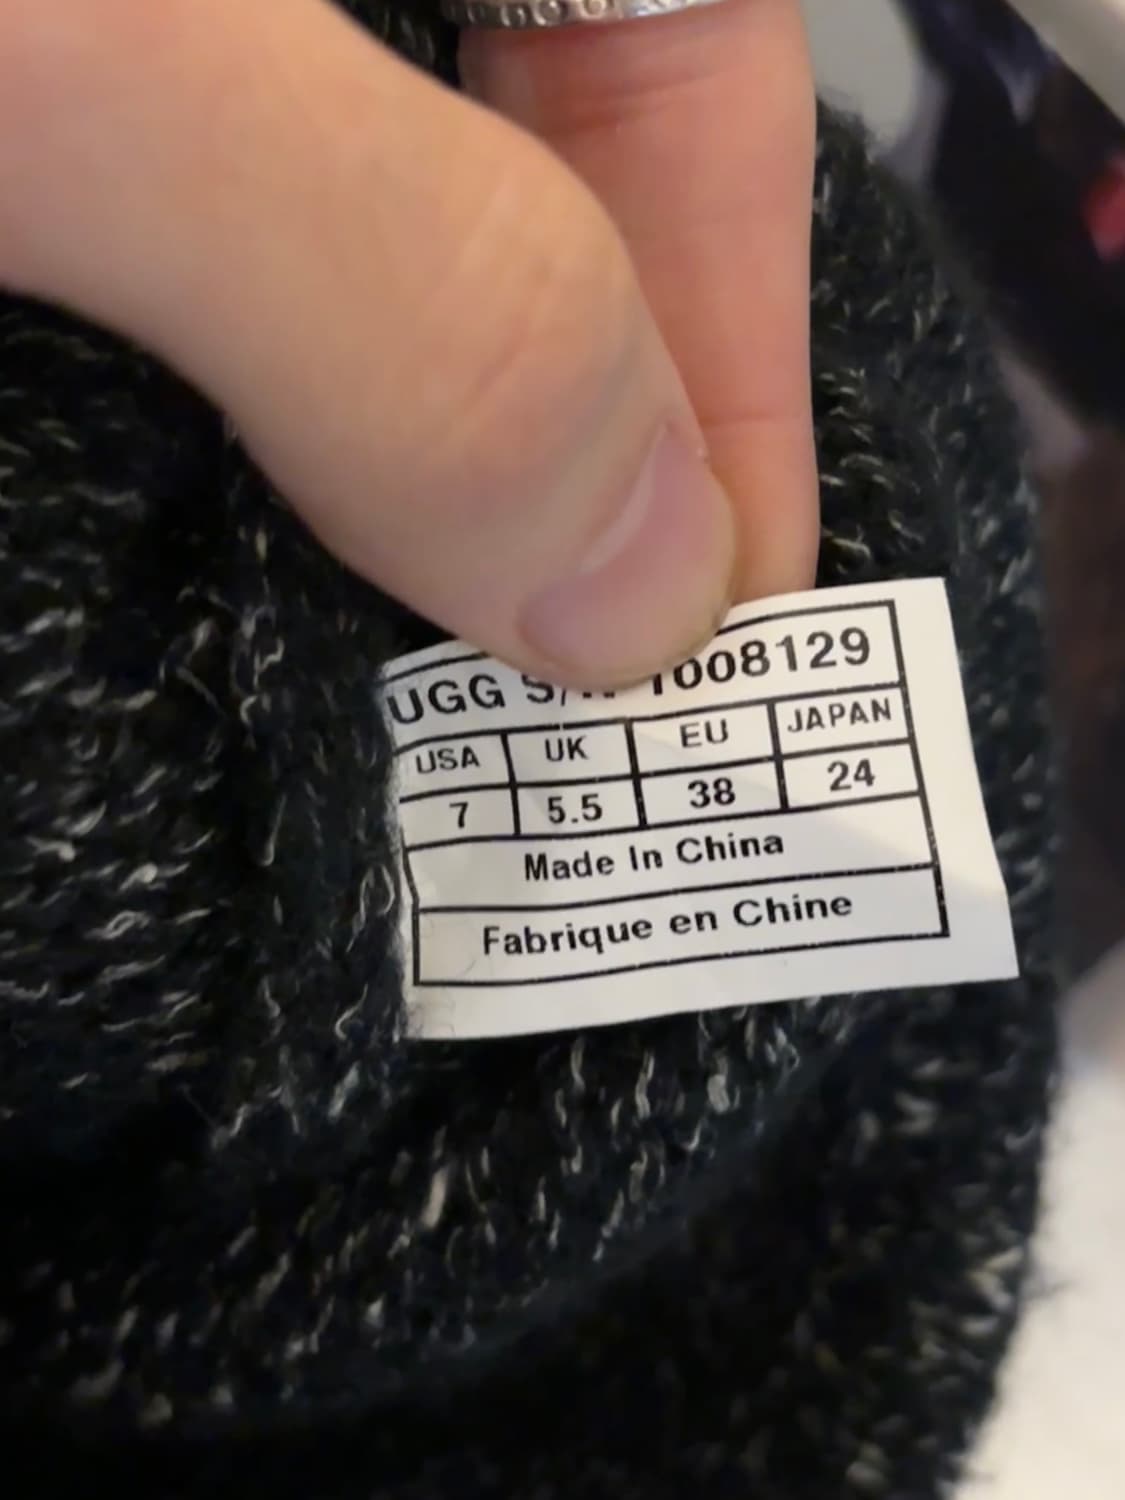 UGG 1008129
USA UK EU JAPAN
7 5.5 38 24
Made In China
Fabrique en Chine